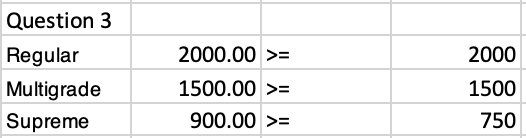 Question 3
Regular 2000.00 >= 2000
Multigrade 1500.00 >= 1500
Supreme 900.00 >= 750